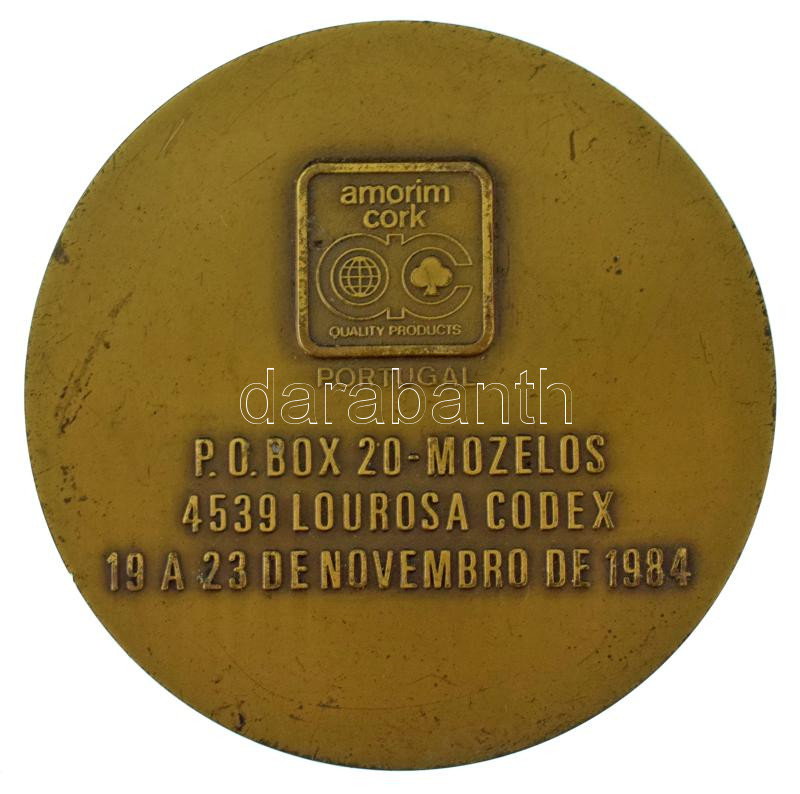 amorim
cork
QUALITY PRODUCTS
PORTUGAL
darabanth
P.O.BOX 20-MOZELOS
4539 LOUROSA CODEX
19 A 23 DE NOVEMBRO DE 1984